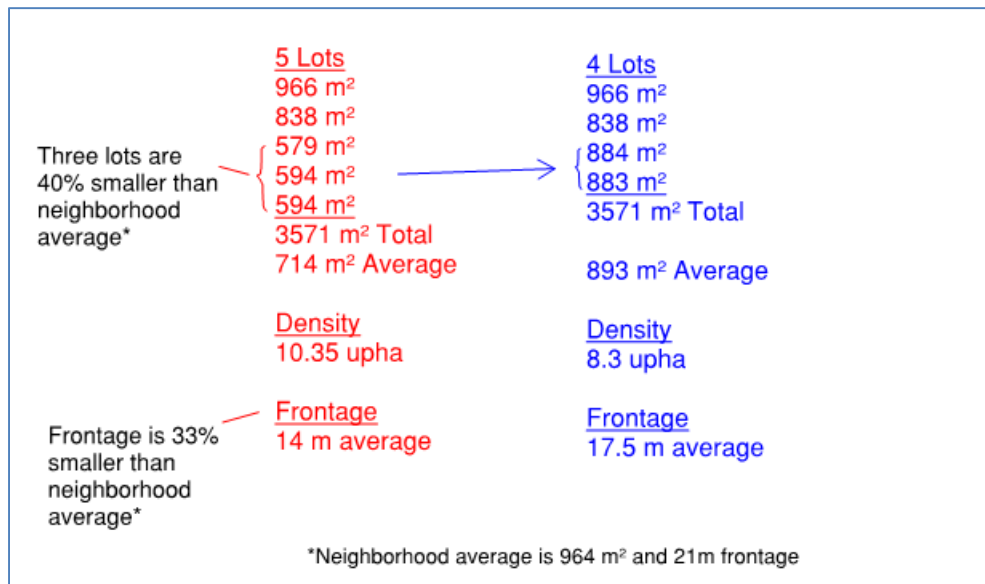 5 Lots
966 m²
838 m²
579 m²
594 m²
594 m²
3571 m² Total
714 m² Average
Density
10.35 upha
Frontage
14 m average
Three lots are
40% smaller than
neighborhood
average*
Frontage is 33%
smaller than
neighborhood
average*
4 Lots
966 m²
838 m²
884 m²
883 m²
3571 m² Total
893 m² Average
Density
8.3 upha
Frontage
17.5 m average
*Neighborhood average is 964 m² and 21m frontage